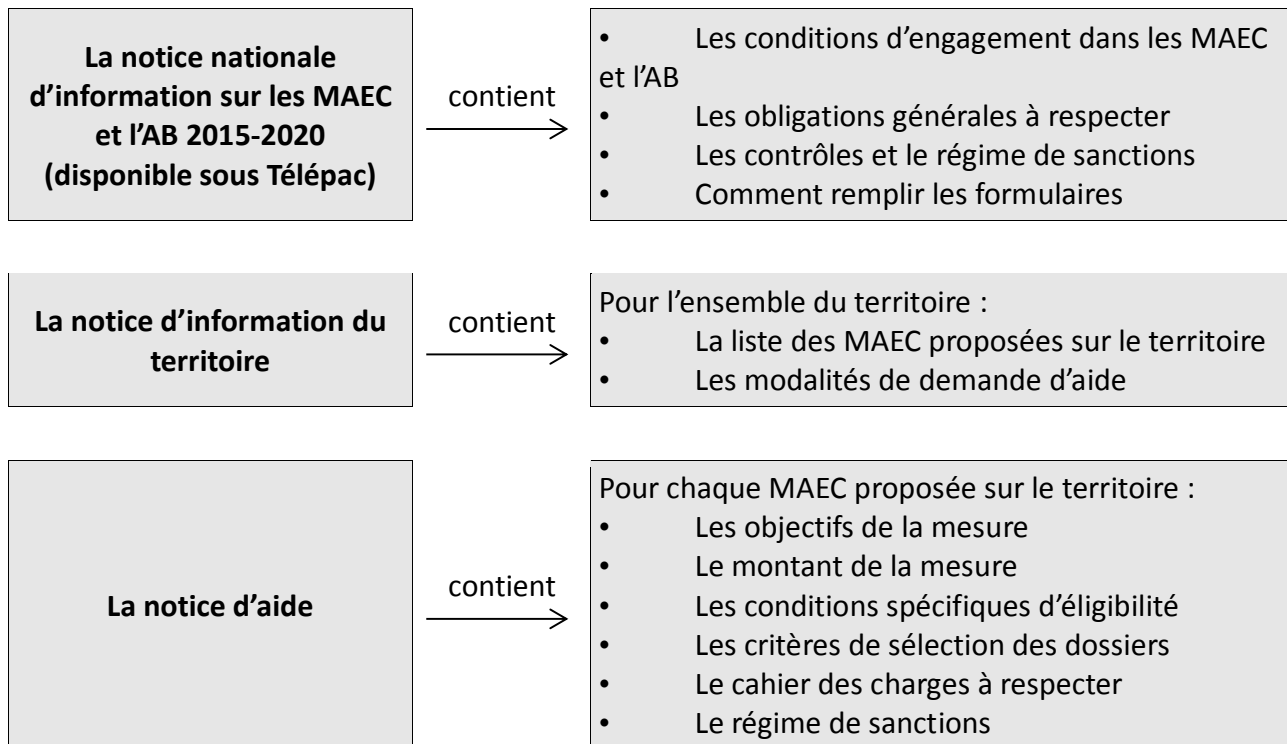 La notice nationale
d’information sur les MAEC
et l’AB 2015-2020
(disponible sous Télépac)
contient
• Les conditions d’engagement dans les MAEC
et l’AB
• Les obligations générales à respecter
• Les contrôles et le régime de sanctions
• Comment remplir les formulaires
La notice d’information du
territoire
contient
Pour l’ensemble du territoire :
• La liste des MAEC proposées sur le territoire
• Les modalités de demande d’aide
La notice d’aide
contient
Pour chaque MAEC proposée sur le territoire :
• Les objectifs de la mesure
• Le montant de la mesure
• Les conditions spécifiques d’éligibilité
• Les critères de sélection des dossiers
• Le cahier des charges à respecter
• Le régime de sanctions